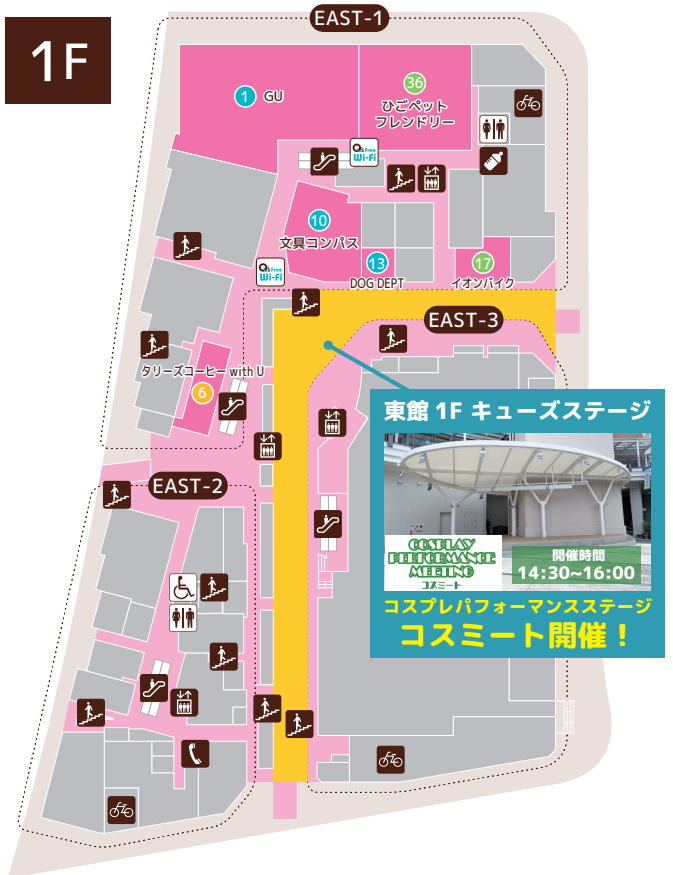 1F
EAST-1
1 GU
36
ひごペット
フレンドリー
Q's free
Wi-Fi
10
文具コンパス
13
DOG DEPT
17
イオンバイク
Q's free
Wi-Fi
EAST-3
タリーズコーヒー with U
6
東館 1F キューズステージ
COSPLAY
PERFORMANCE
MEETING
コスミート
開催時間
14:30~16:00
コスプレパフォーマンスステージ
コスミート開催！
EAST-2